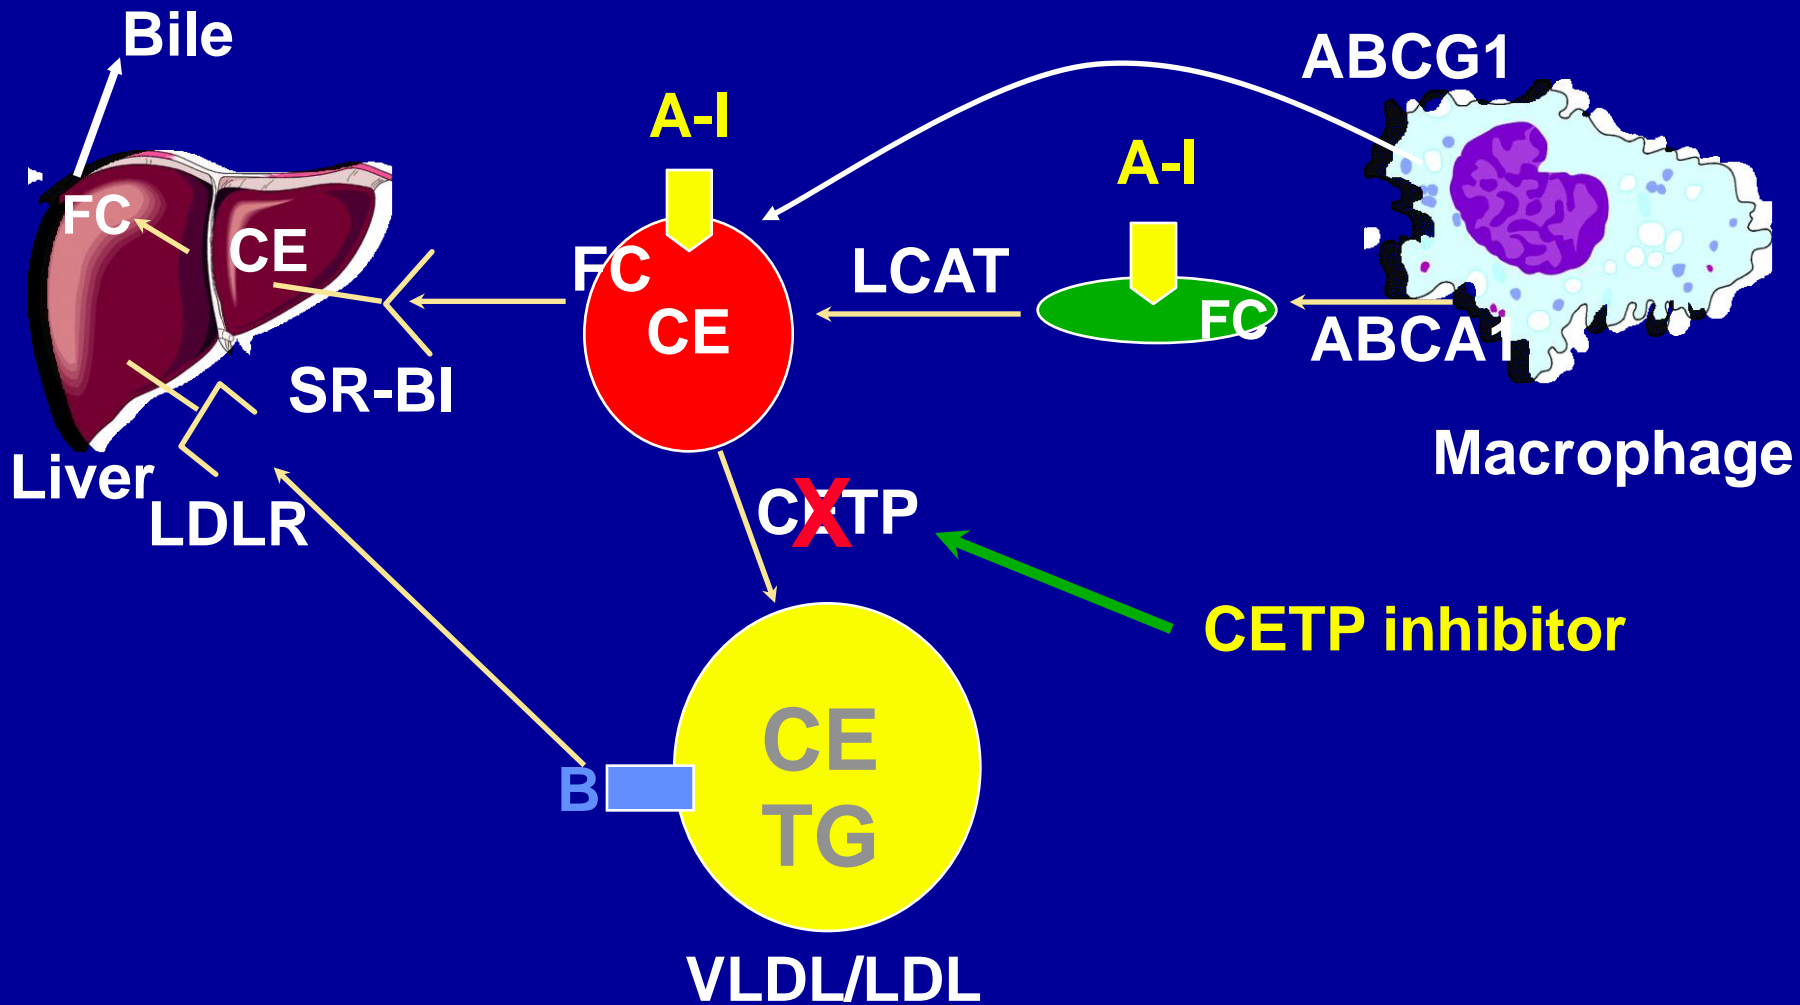 Bile
ABCG1
A-I
A-I
FC
CE
FC
CE
LCAT
FC
ABCA1
SR-BI
Macrophage
Liver
LDLR
CETP
X
CETP inhibitor
CE
TG
B
VLDL/LDL